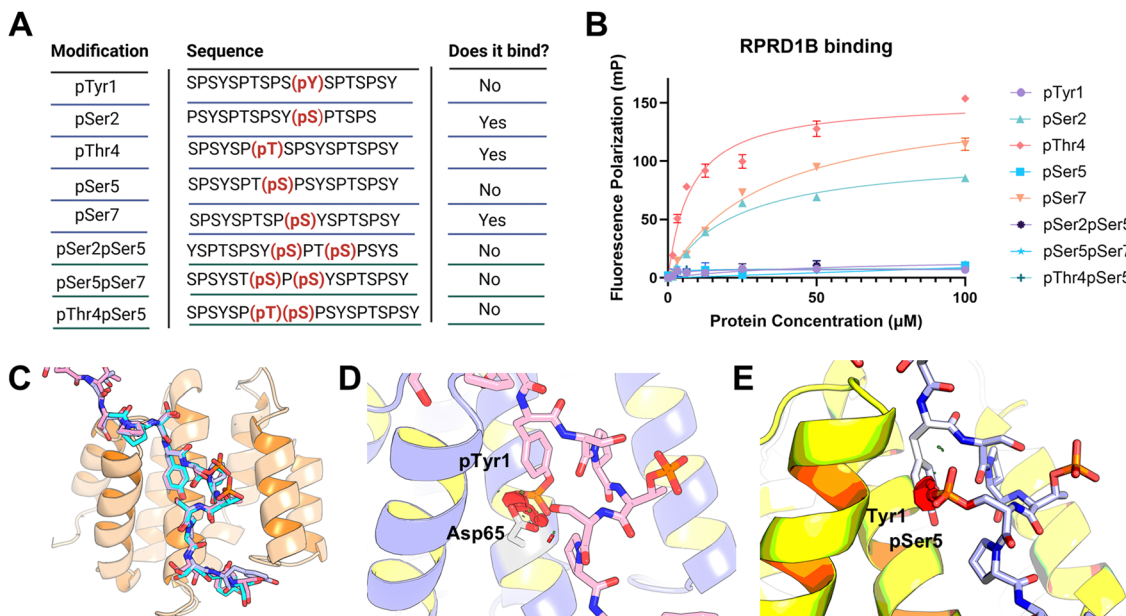 A
Modification Sequence Does it bind?
pTyr1 SPSYSPTSPS(pY)SPTSPSY No
pSer2 PSYSPTSPSY(pS)PTSPS Yes
pThr4 SPSYSP(pT)SPSYSPTSPSY Yes
pSer5 SPSYSPT(pS)PSYSPTSPSY No
pSer7 SPSYSPTSP(pS)YSPTSPSY Yes
pSer2pSer5 YSPTSPSY(pS)PT(pS)PSYS No
pSer5pSer7 SPSYST(pS)P(pS)YSPTSPSY No
pThr4pSer5 SPSYSP(pT)(pS)PSYSPTSPSY No
B
RPRD1B binding
Fluorescence Polarization (mP)
150
100
50
0
0 50 100
Protein Concentration (μM)
pTyr1
pSer2
pThr4
pSer5
pSer7
pSer2pSer5
pSer5pSer7
pThr4pSer5
C
D
pTyr1
Asp65
E
Tyr1
pSer5